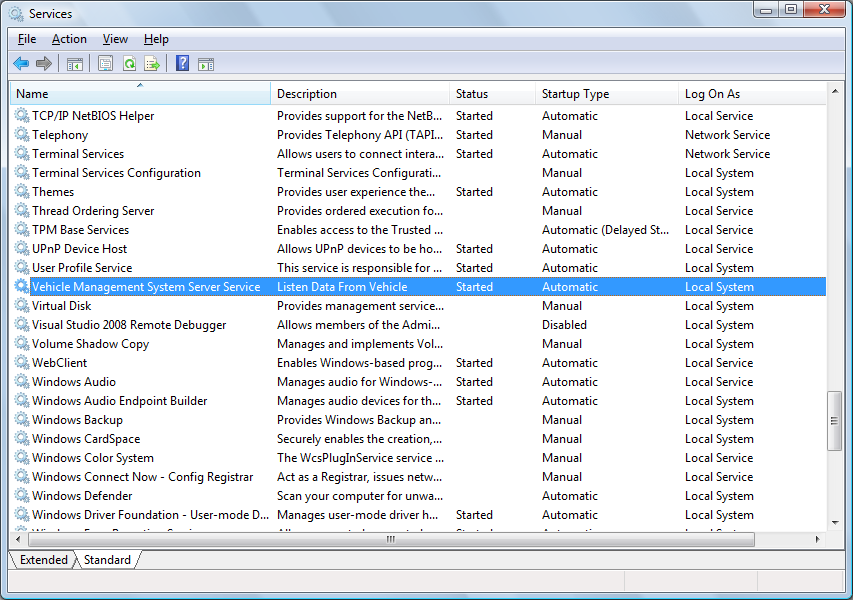 Services
File Action View Help
Name Description Status Startup Type Log On As
TCP/IP NetBIOS Helper Provides support for the NetB... Started Automatic Local Service
Telephony Provides Telephony API (TAPI... Started Manual Network Service
Terminal Services Allows users to connect intera... Started Automatic Network Service
Terminal Services Configuration Terminal Services Configurati... Manual Local System
Themes Provides user experience the... Started Automatic Local System
Thread Ordering Server Provides ordered execution fo... Manual Local Service
TPM Base Services Enables access to the Trusted ... Automatic (Delayed St... Local Service
UPnP Device Host Allows UPnP devices to be ho... Started Automatic Local Service
User Profile Service This service is responsible for ... Started Automatic Local System
Vehicle Management System Server Service Listen Data From Vehicle Started Automatic Local System
Virtual Disk Provides management service... Manual Local System
Visual Studio 2008 Remote Debugger Allows members of the Admi... Disabled Local System
Volume Shadow Copy Manages and implements Vol... Manual Local System
WebClient Enables Windows-based prog... Started Automatic Local Service
Windows Audio Manages audio for Windows-... Started Automatic Local Service
Windows Audio Endpoint Builder Manages audio devices for th... Started Automatic Local System
Windows Backup Provides Windows Backup an... Manual Local System
Windows CardSpace Securely enables the creation,... Manual Local System
Windows Color System The WcsPlugInService service ... Manual Local Service
Windows Connect Now - Config Registrar Act as a Registrar, issues netw... Manual Local Service
Windows Defender Scan your computer for unwa... Automatic Local System
Windows Driver Foundation - User-mode D... Manages user-mode driver h... Started Automatic Local System
Extended Standard